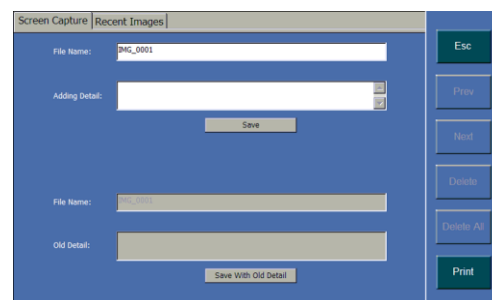 Screen Capture Recent Images
File Name: IMG_0001
Adding Detail:
Save
File Name: IMG_0001
Old Detail:
Save With Old Detail
Esc
Prev
Next
Delete
Delete All
Print